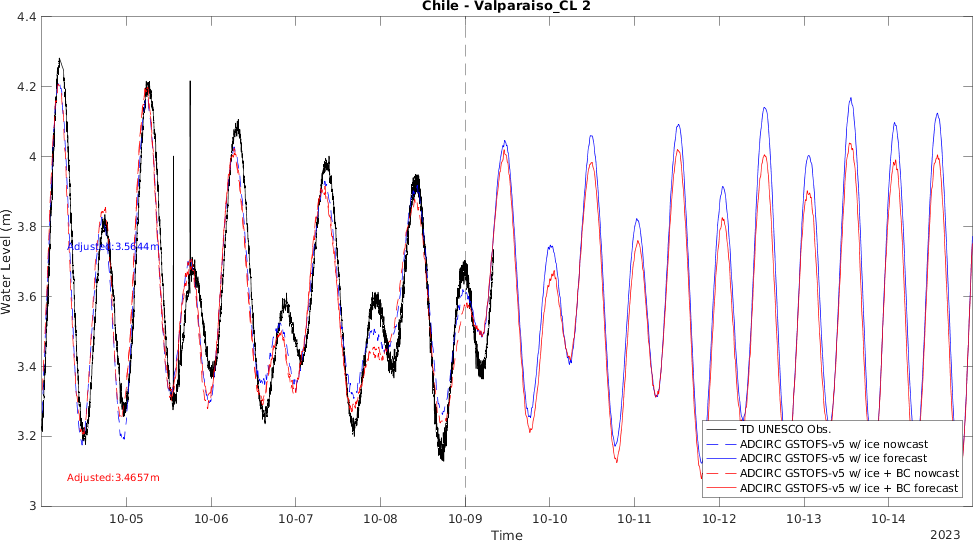 Chile - Valparaiso_CL 2
4.4
4.2
4
3.8
3.6
3.4
3.2
3
Water Level (m)
Adjusted:3.5644m
Adjusted:3.4657m
TD UNESCO Obs.
ADCIRC GSTOFS-v5 w/ ice nowcast
ADCIRC GSTOFS-v5 w/ ice forecast
ADCIRC GSTOFS-v5 w/ ice + BC nowcast
ADCIRC GSTOFS-v5 w/ ice + BC forecast
10-05 10-06 10-07 10-08 10-09 10-10 10-11 10-12 10-13 10-14
Time
2023